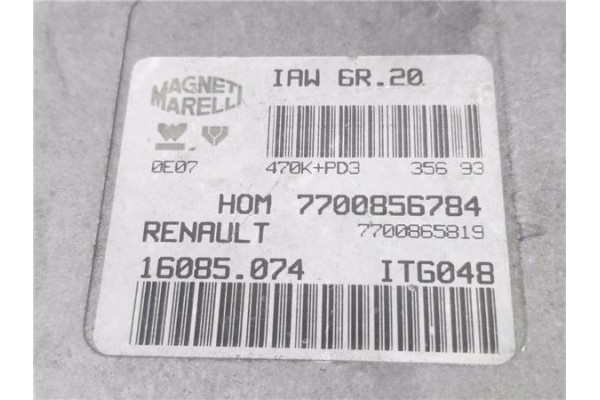 MAGNETI
MARELLI
IAW 6R.20
0E07 470K+PD3 356 93
HOM 7700856784
RENAULT 7700865819
16085.074 ITG048